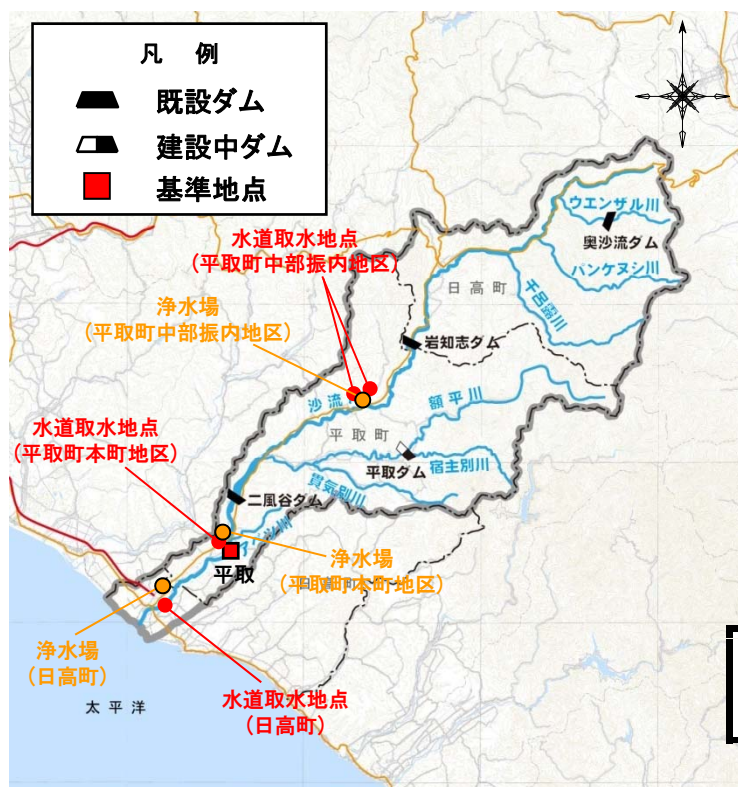 凡 例
既設ダム
建設中ダム
基準地点
水道取水地点
(平取町中部振内地区)
浄水場
(平取町中部振内地区)
ウエンザル川
奥沙流ダム
パンケヌシ川
日高町
千呂露川
岩知志ダム
沙流
額平川
水道取水地点
(平取町本町地区)
平取町
平取ダム
宿主別川
貫気別川
二風谷ダム
平取
浄水場
(平取町本町地区)
浄水場
(日高町)
水道取水地点
(日高町)
太平洋